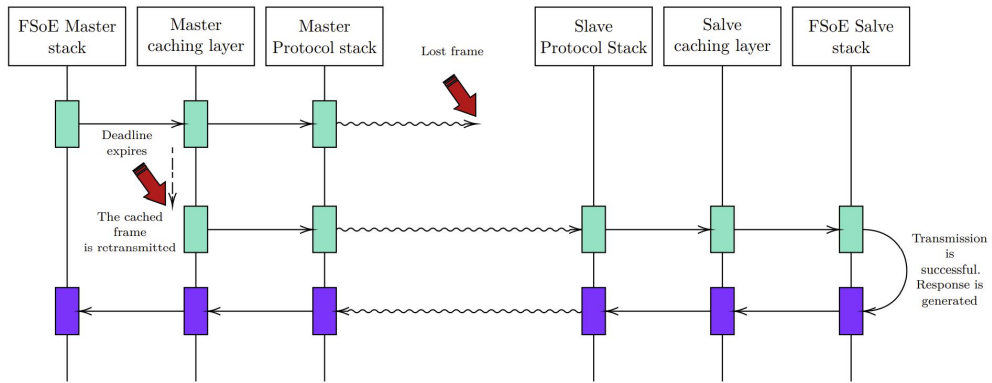 FSoE Master
stack
Master
caching layer
Master
Protocol stack
Slave
Protocol Stack
Salve
caching layer
FSoE Salve
stack
Lost frame
Deadline
expires
The cached
frame
is retransmitted
Transmission
is
successful.
Response is
generated